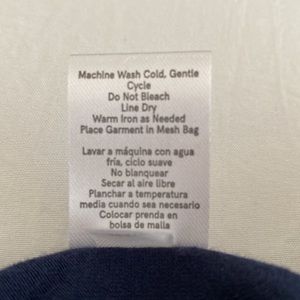 Machine Wash Cold, Gentle
Cycle
Do Not Bleach
Line Dry
Warm Iron as Needed
Place Garment in Mesh Bag
Lavar a máquina con agua
fría, ciclo suave
No blanquear
Secar al aire libre
Planchar a temperatura
media cuando sea necesario
Colocar prenda en
bolsa de malla